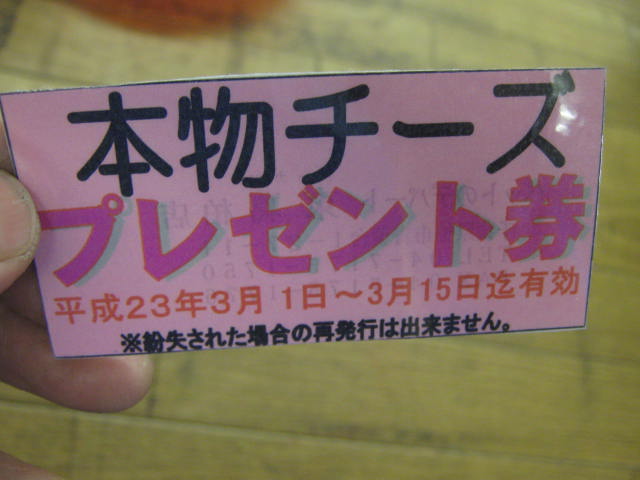 本物チーズ
プレゼント券
平成23年3月1日〜3月15日迄有効
※紛失された場合の再発行は出来ません。